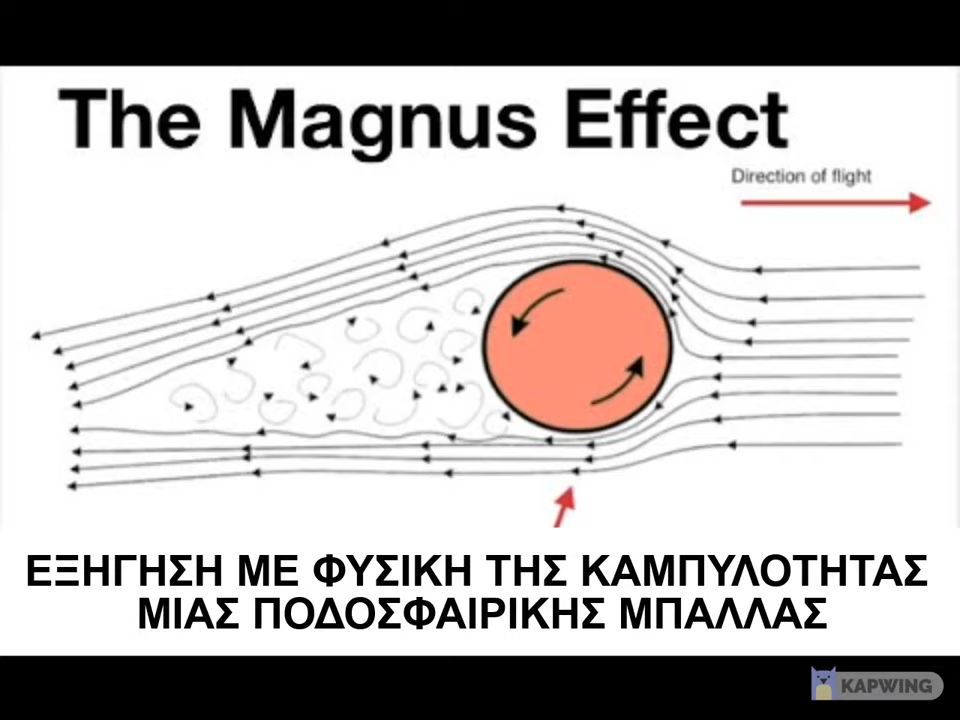 The Magnus Effect
Direction of flight
ΕΞΗΓΗΣΗ ΜΕ ΦΥΣΙΚΗ ΤΗΣ ΚΑΜΠΥΛΟΤΗΤΑΣ
ΜΙΑΣ ΠΟΔΟΣΦΑΙΡΙΚΗΣ ΜΠΑΛΛΑΣ
KAPWING